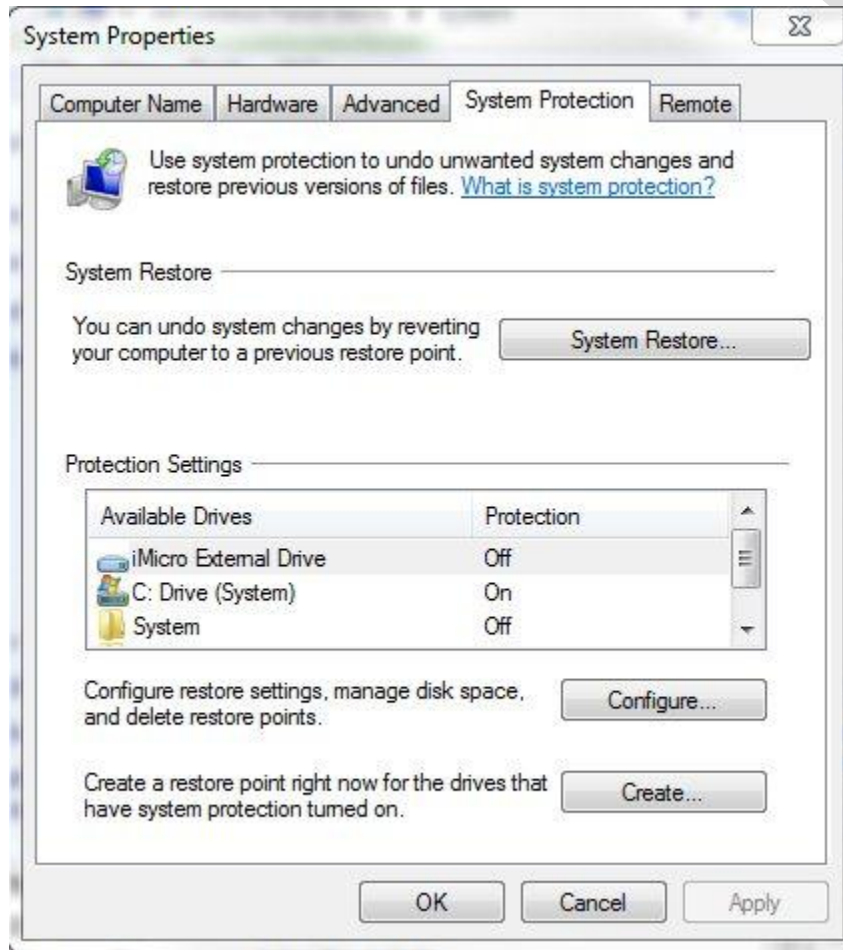 System Properties
Computer Name Hardware Advanced System Protection Remote
Use system protection to undo unwanted system changes and
restore previous versions of files. What is system protection?
System Restore
You can undo system changes by reverting
your computer to a previous restore point.
System Restore...
Protection Settings
Available Drives Protection
iMicro External Drive Off
C: Drive (System) On
System Off
Configure restore settings, manage disk space,
and delete restore points.
Configure...
Create a restore point right now for the drives that
have system protection turned on.
Create...
OK Cancel Apply